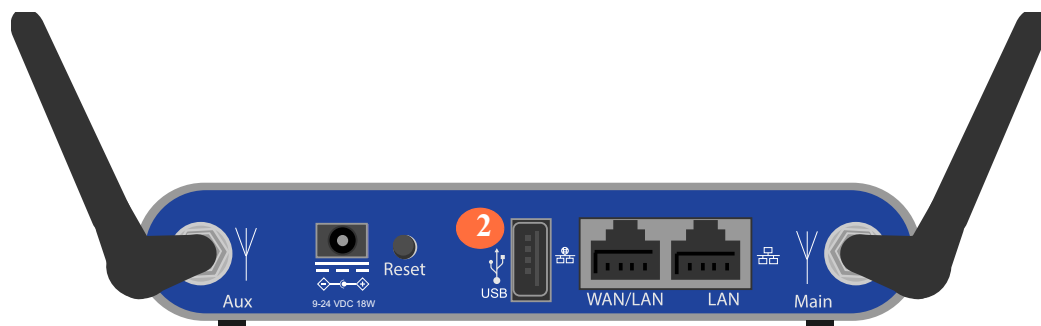 2
Reset
USB
Aux
9-24 VDC 18W
WAN/LAN
LAN
Main